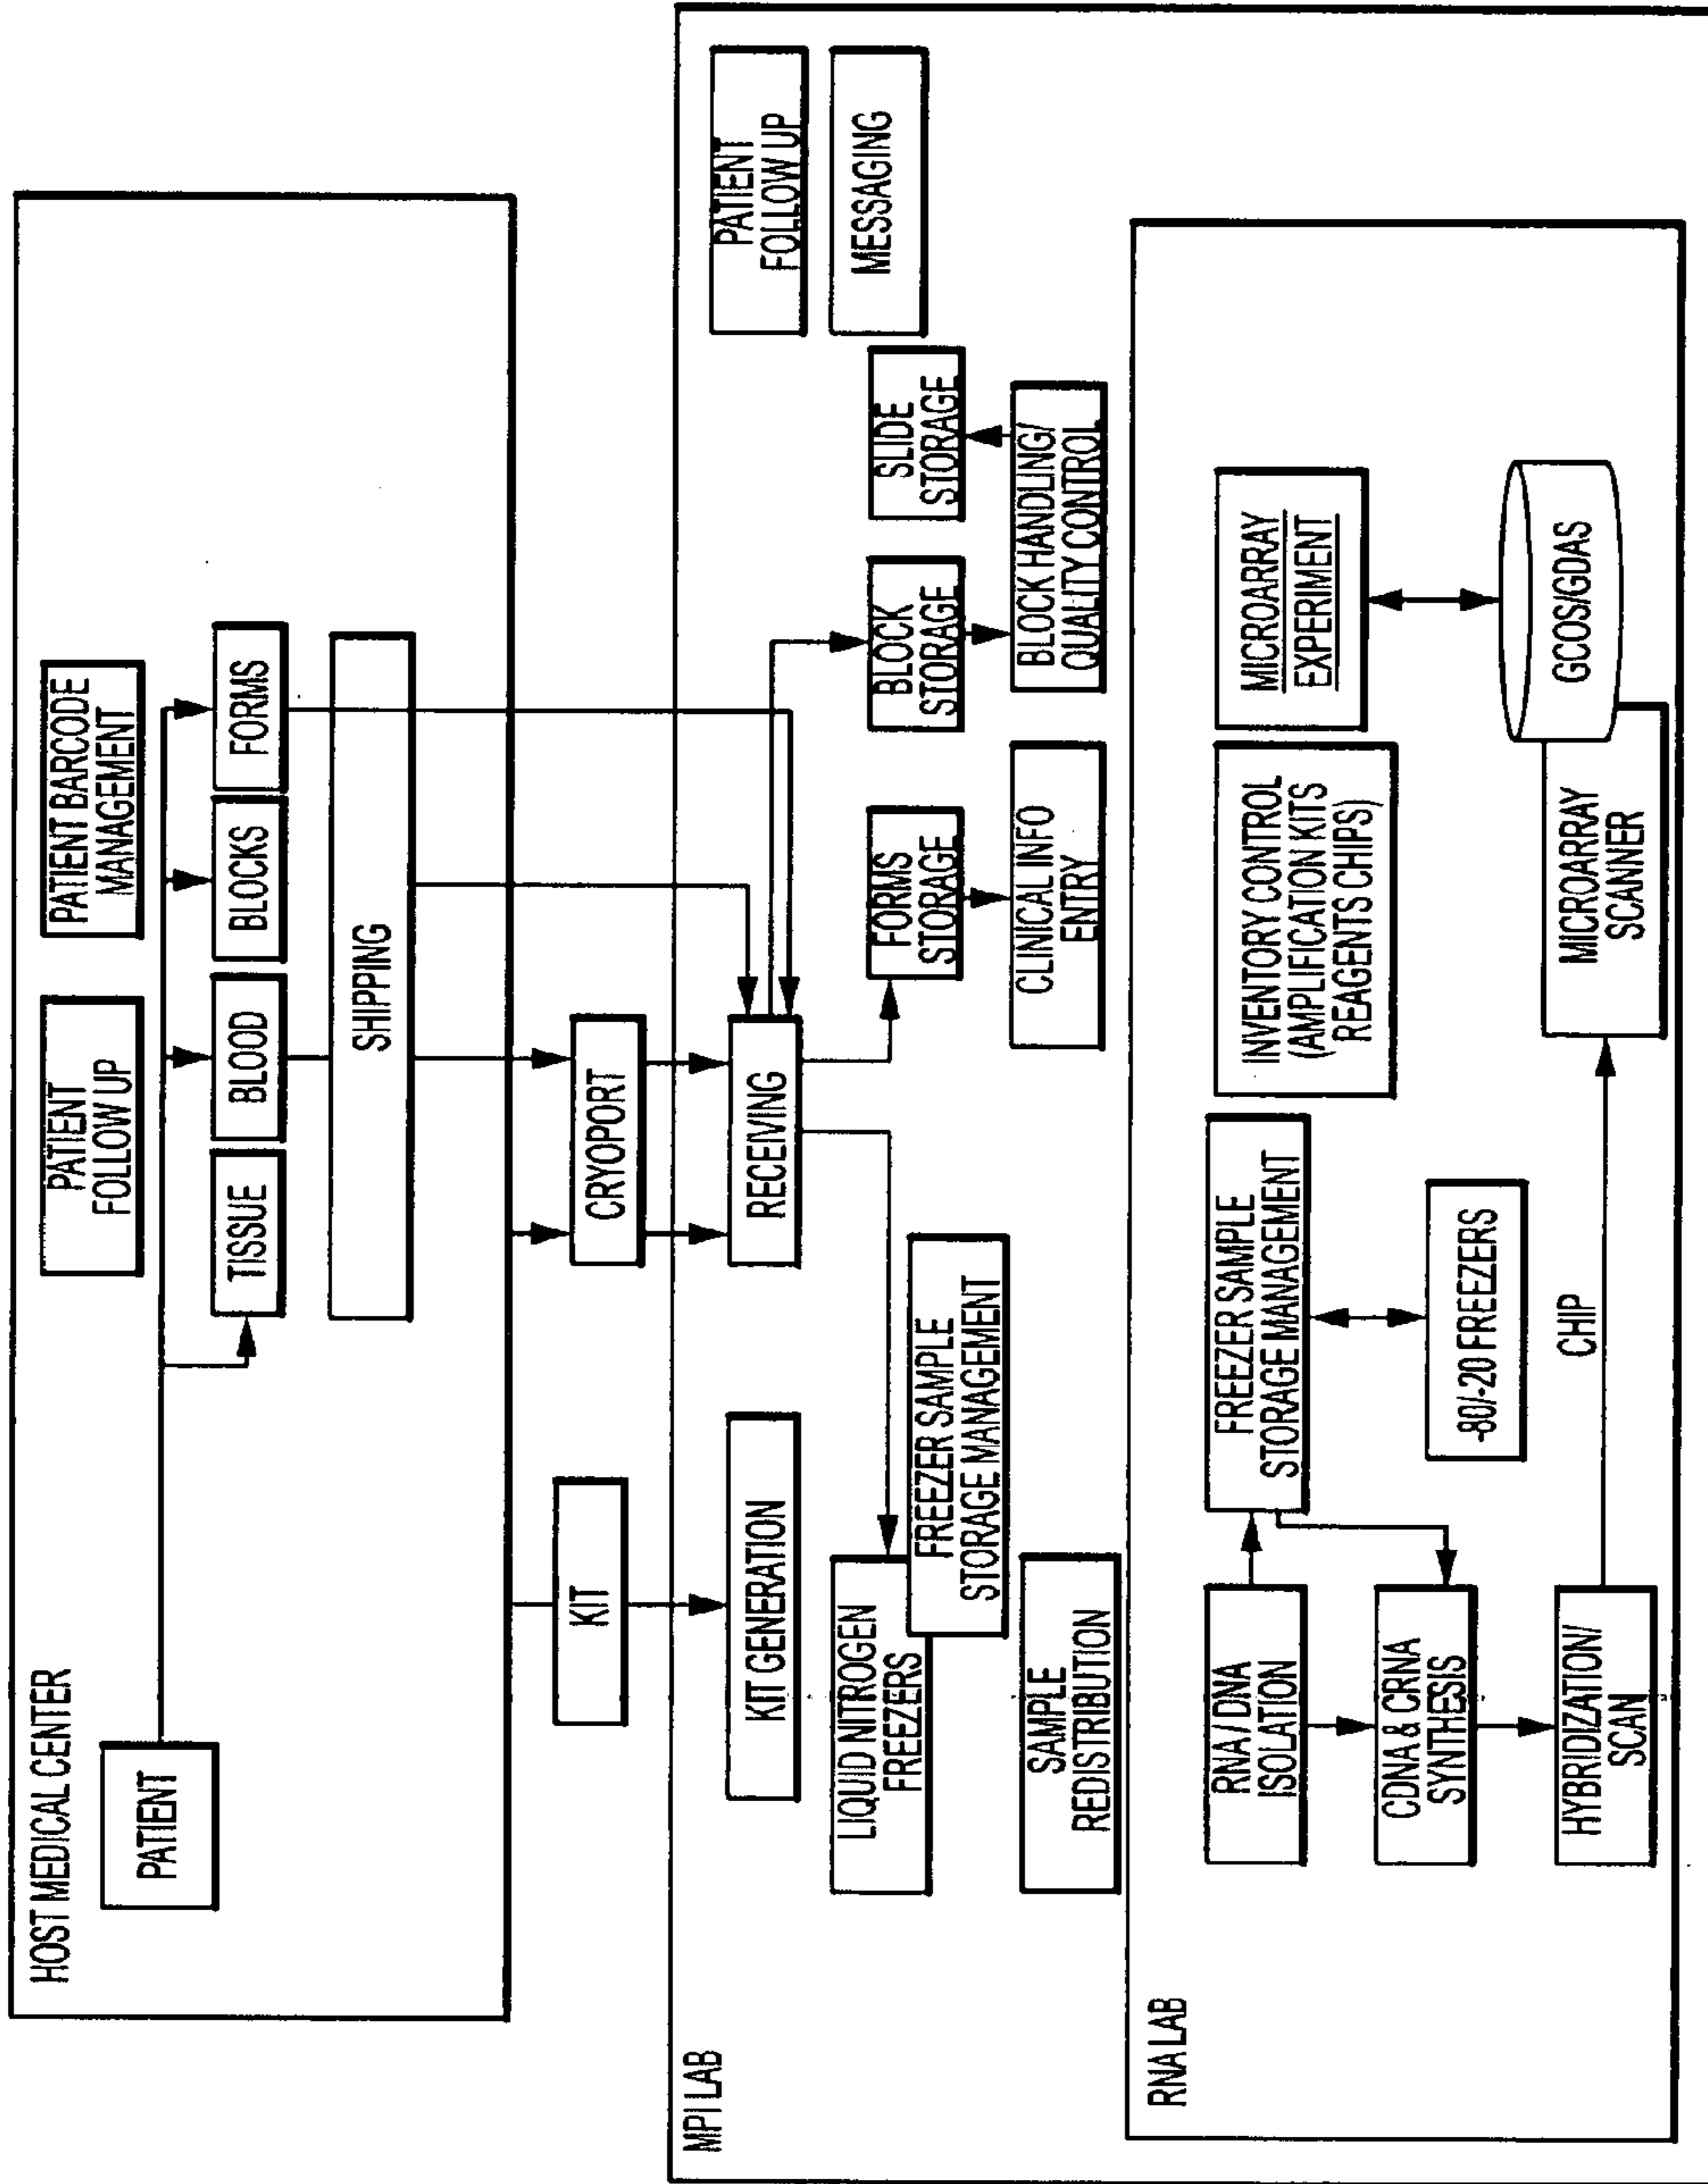 HOST MEDICAL CENTER
PATIENT
PATIENT
FOLLOW UP
PATIENT BARCODE
MANAGEMENT
TISSUE
BLOOD
BLOCKS
FORMS
SHIPPING
KIT
CRYOPORT
MPI LAB
KIT GENERATION
RECEIVING
PATIENT
FOLLOW UP
MESSAGING
LIQUID NITROGEN
FREEZERS
FREEZER SAMPLE
STORAGE MANAGEMENT
FORMS
STORAGE
BLOCK
STORAGE
SLIDE
STORAGE
SAMPLE
REDISTRIBUTION
CLINICAL INFO
ENTRY
BLOCK HANDLING/
QUALITY CONTROL
RNA LAB
RNA / DNA
ISOLATION
FREEZER SAMPLE
STORAGE MANAGEMENT
INVENTORY CONTROL
(AMPLIFICATION KITS
REAGENTS CHIPS)
MICROARRAY
EXPERIMENT
CDNA & CRNA
SYNTHESIS
-80/-20 FREEZERS
HYBRIDIZATION/
SCAN
CHIP
MICROARRAY
SCANNER
GCOS/GDAS